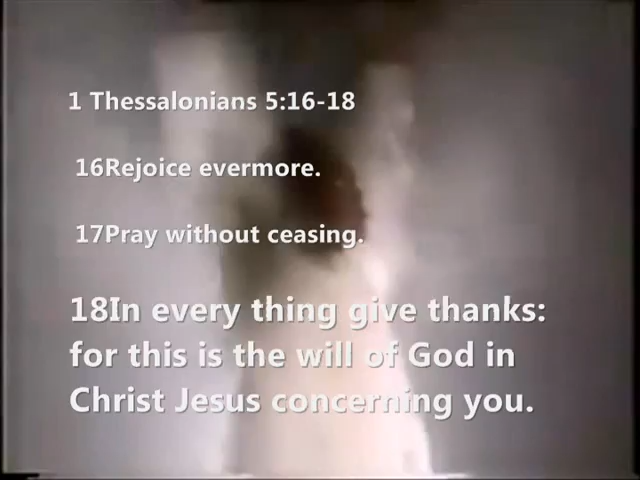 1 Thessalonians 5:16-18
16Rejoice evermore.
17Pray without ceasing.
18In every thing give thanks:
for this is the will of God in
Christ Jesus concerning you.